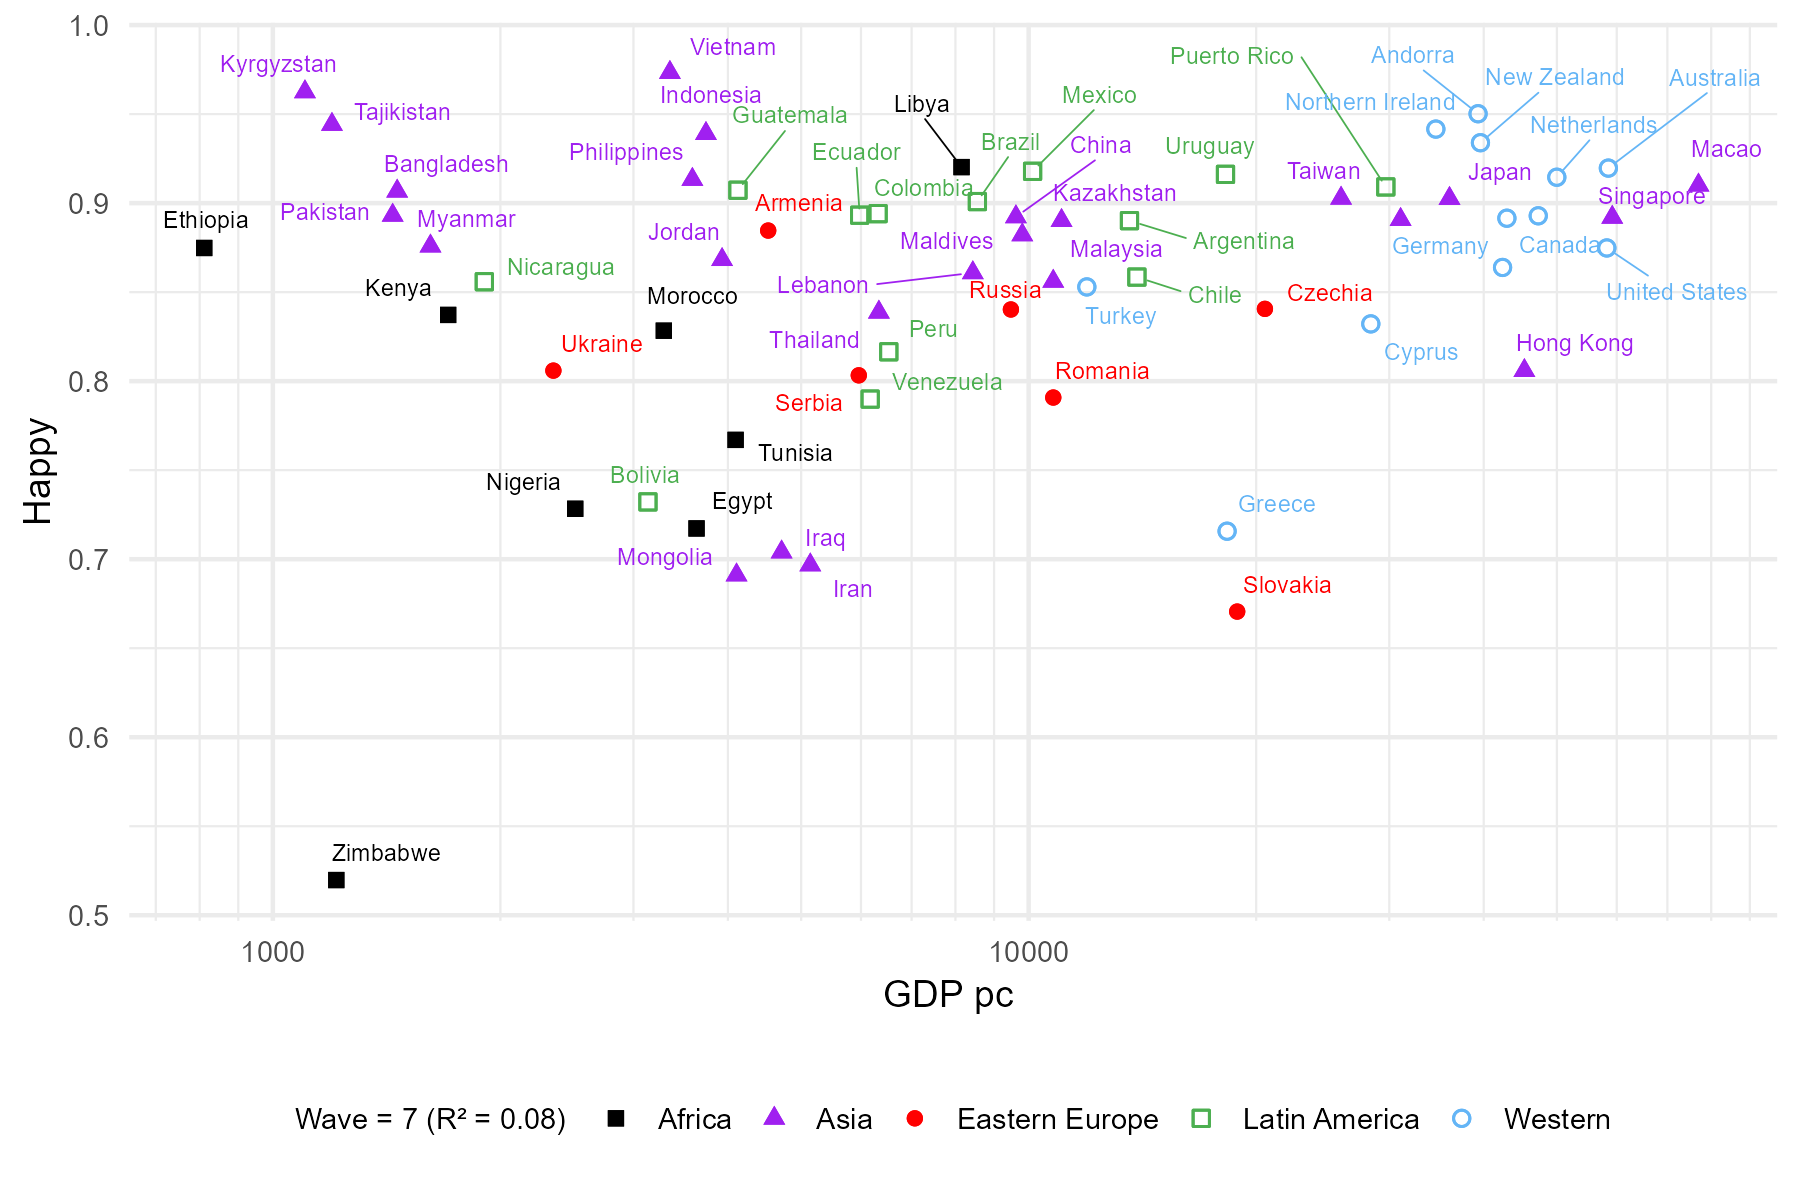 1.0
0.9
0.8
0.7
0.6
0.5
Happy
Vietnam
Kyrgyzstan
Puerto Rico
Andorra
New Zealand
Australia
Indonesia
Libya
Mexico
Northern Ireland
Tajikistan
Guatemala
Netherlands
Philippines
Ecuador
Brazil
China
Uruguay
Macao
Bangladesh
Taiwan
Japan
Colombia
Kazakhstan
Singapore
Armenia
Ethiopia
Pakistan
Myanmar
Jordan
Maldives
Malaysia
Argentina
Germany
Canada
Nicaragua
Kenya
Morocco
Lebanon
Russia
Chile
Czechia
United States
Turkey
Ukraine
Thailand
Peru
Cyprus
Hong Kong
Romania
Venezuela
Serbia
Tunisia
Nigeria
Bolivia
Egypt
Greece
Mongolia
Iraq
Iran
Slovakia
Zimbabwe
1000
10000
GDP pc
Wave = 7 (R² = 0.08) Africa Asia Eastern Europe Latin America Western